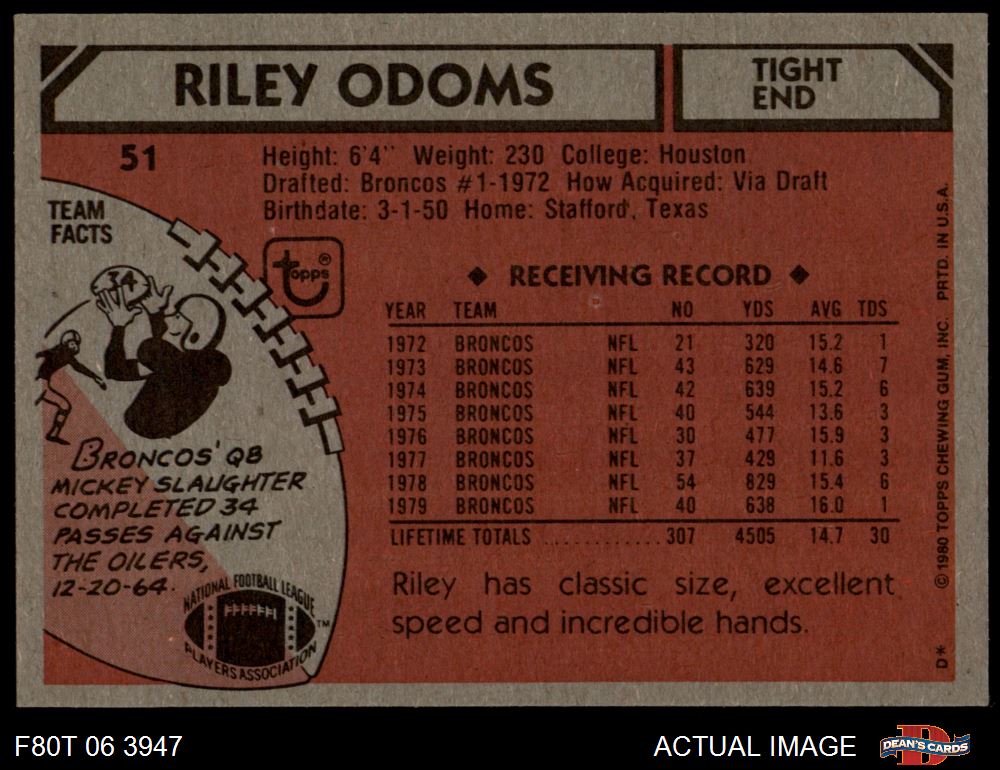 RILEY ODOMS
TIGHT
END
51
Height: 6'4" Weight: 230 College: Houston
Drafted: Broncos #1-1972 How Acquired: Via Draft
Birthdate: 3-1-50 Home: Stafford, Texas
TEAM
FACTS
34
topps®
◆ RECEIVING RECORD ◆
YEAR TEAM NO YDS AVG TDS
1972 BRONCOS NFL 21 320 15.2 1
1973 BRONCOS NFL 43 629 14.6 7
1974 BRONCOS NFL 42 639 15.2 6
1975 BRONCOS NFL 40 544 13.6 3
1976 BRONCOS NFL 30 477 15.9 3
1977 BRONCOS NFL 37 429 11.6 3
1978 BRONCOS NFL 54 829 15.4 6
1979 BRONCOS NFL 40 638 16.0 1
LIFETIME TOTALS ............ 307 4505 14.7 30
Riley has classic size, excellent
speed and incredible hands.
BRONCOS' QB
MICKEY SLAUGHTER
COMPLETED 34
PASSES AGAINST
THE OILERS,
12-20-64.
NATIONAL FOOTBALL LEAGUE
PLAYERS ASSOCIATION
TM
D* © 1980 TOPPS CHEWING GUM, INC. PRTD. IN U.S.A.
F80T 06 3947
ACTUAL IMAGE
D
DEAN'S CARDS